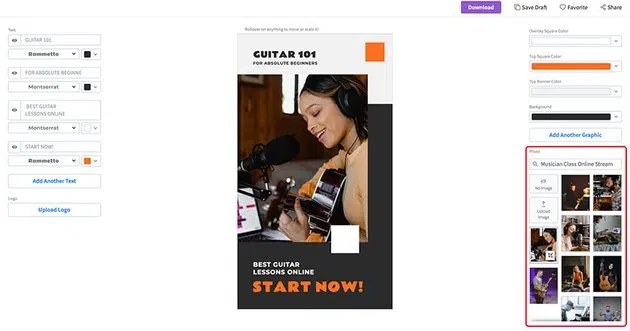 Download
Save Draft
Favorite
Share
Rollover on anything to move or scale it!
Text
GUITAR 101
Rammetto
FOR ABSOLUTE BEGINNE
Montserrat
BEST GUITAR
LESSONS ONLINE
Montserrat
START NOW!
Rammetto
Add Another Text
Logo
Upload Logo
GUITAR 101
FOR ABSOLUTE BEGINNERS
BEST GUITAR
LESSONS ONLINE
START NOW!
Overlay Square Color
Top Square Color
Top Banner Color
Background
Add Another Graphic
Photo
Musician Class Online Stream
No Image
Upload
Image